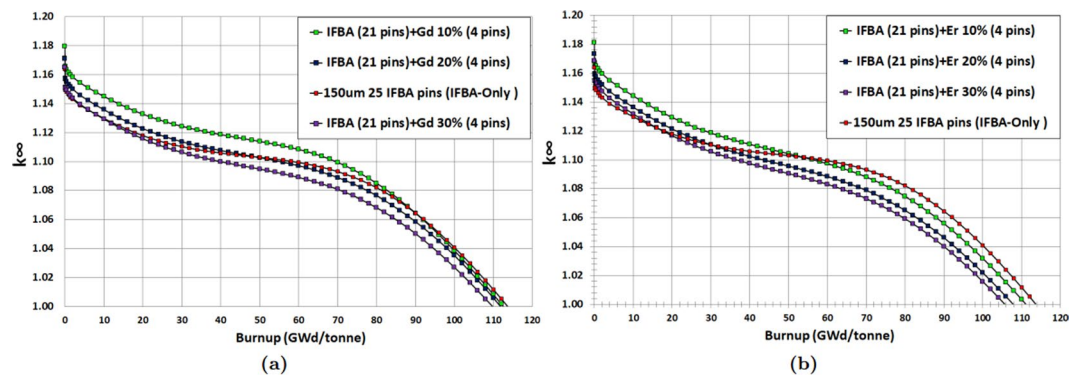 1.20
1.18
1.16
1.14
1.12
1.10
1.08
1.06
1.04
1.02
1.00
k∞
IFBA (21 pins)+Gd 10% (4 pins)
IFBA (21 pins)+Gd 20% (4 pins)
150um 25 IFBA pins (IFBA-Only )
IFBA (21 pins)+Gd 30% (4 pins)
0 10 20 30 40 50 60 70 80 90 100 110 120
Burnup (GWd/tonne)
(a)
1.20
1.18
1.16
1.14
1.12
1.10
1.08
1.06
1.04
1.02
1.00
k∞
IFBA (21 pins)+Er 10% (4 pins)
IFBA (21 pins)+Er 20% (4 pins)
IFBA (21 pins)+Er 30% (4 pins)
150um 25 IFBA pins (IFBA-Only )
0 10 20 30 40 50 60 70 80 90 100 110 120
Burnup (GWd/tonne)
(b)